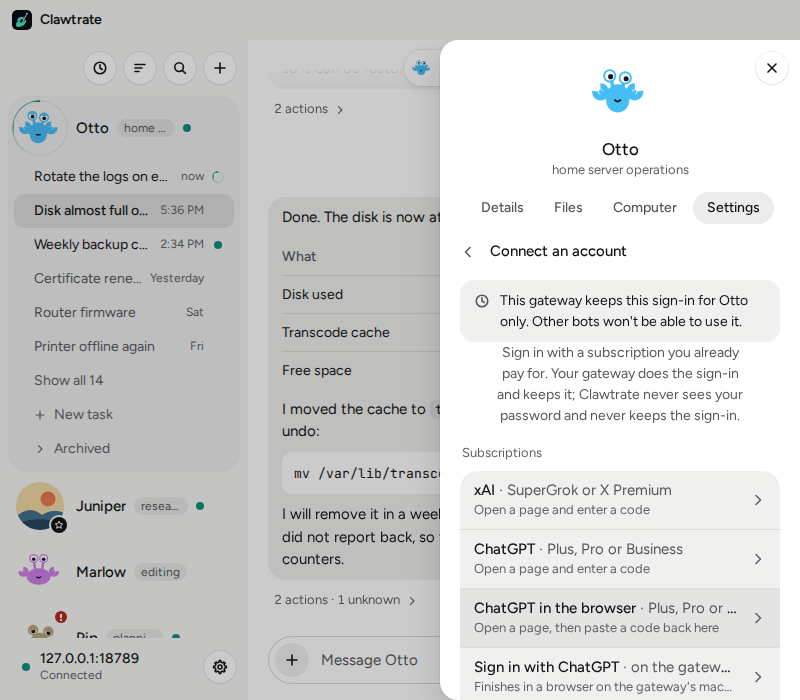 Clawtrate
Otto
home ...
Rotate the logs on e... now
Disk almost full o... 5:36 PM
Weekly backup c... 2:34 PM
Certificate rene... Yesterday
Router firmware Sat
Printer offline again Fri
Show all 14
New task
Archived
Juniper
resea...
Marlow
editing
Pip
planni...
127.0.0.1:18789
Connected
2 actions
Done. The disk is now at
What
Disk used
Transcode cache
Free space
I moved the cache to
undo:
mv /var/lib/transc
I will remove it in a week
did not report back, so
counters.
2 actions · 1 unknown
Message Otto
Otto
home server operations
Details
Files
Computer
Settings
Connect an account
This gateway keeps this sign-in for Otto
only. Other bots won't be able to use it.
Sign in with a subscription you already
pay for. Your gateway does the sign-in
and keeps it; Clawtrate never sees your
password and never keeps the sign-in.
Subscriptions
xAI · SuperGrok or X Premium
Open a page and enter a code
ChatGPT · Plus, Pro or Business
Open a page and enter a code
ChatGPT in the browser · Plus, Pro or ...
Open a page, then paste a code back here
Sign in with ChatGPT · on the gatew...
Finishes in a browser on the gateway's mac...